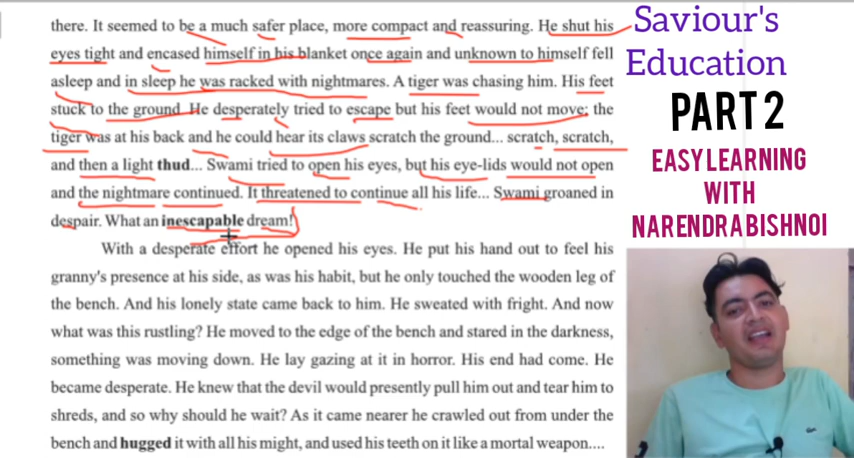 there. It seemed to be a much safer place, more compact and reassuring. He shut his
eyes tight and encased himself in his blanket once again and unknown to himself fell
asleep and in sleep he was racked with nightmares. A tiger was chasing him. His feet
stuck to the ground. He desperately tried to escape but his feet would not move; the
tiger was at his back and he could hear its claws scratch the ground... scratch, scratch,
and then a light thud... Swami tried to open his eyes, but his eye-lids would not open
and the nightmare continued. It threatened to continue all his life... Swami groaned in
despair. What an inescapable dream!
With a desperate effort he opened his eyes. He put his hand out to feel his
granny's presence at his side, as was his habit, but he only touched the wooden leg of
the bench. And his lonely state came back to him. He sweated with fright. And now
what was this rustling? He moved to the edge of the bench and stared in the darkness,
something was moving down. He lay gazing at it in horror. His end had come. He
became desperate. He knew that the devil would presently pull him out and tear him to
shreds, and so why should he wait? As it came nearer he crawled out from under the
bench and hugged it with all his might, and used his teeth on it like a mortal weapon....
Saviour's
Education
PART 2
EASY LEARNING
WITH
NARENDRA BISHNOI